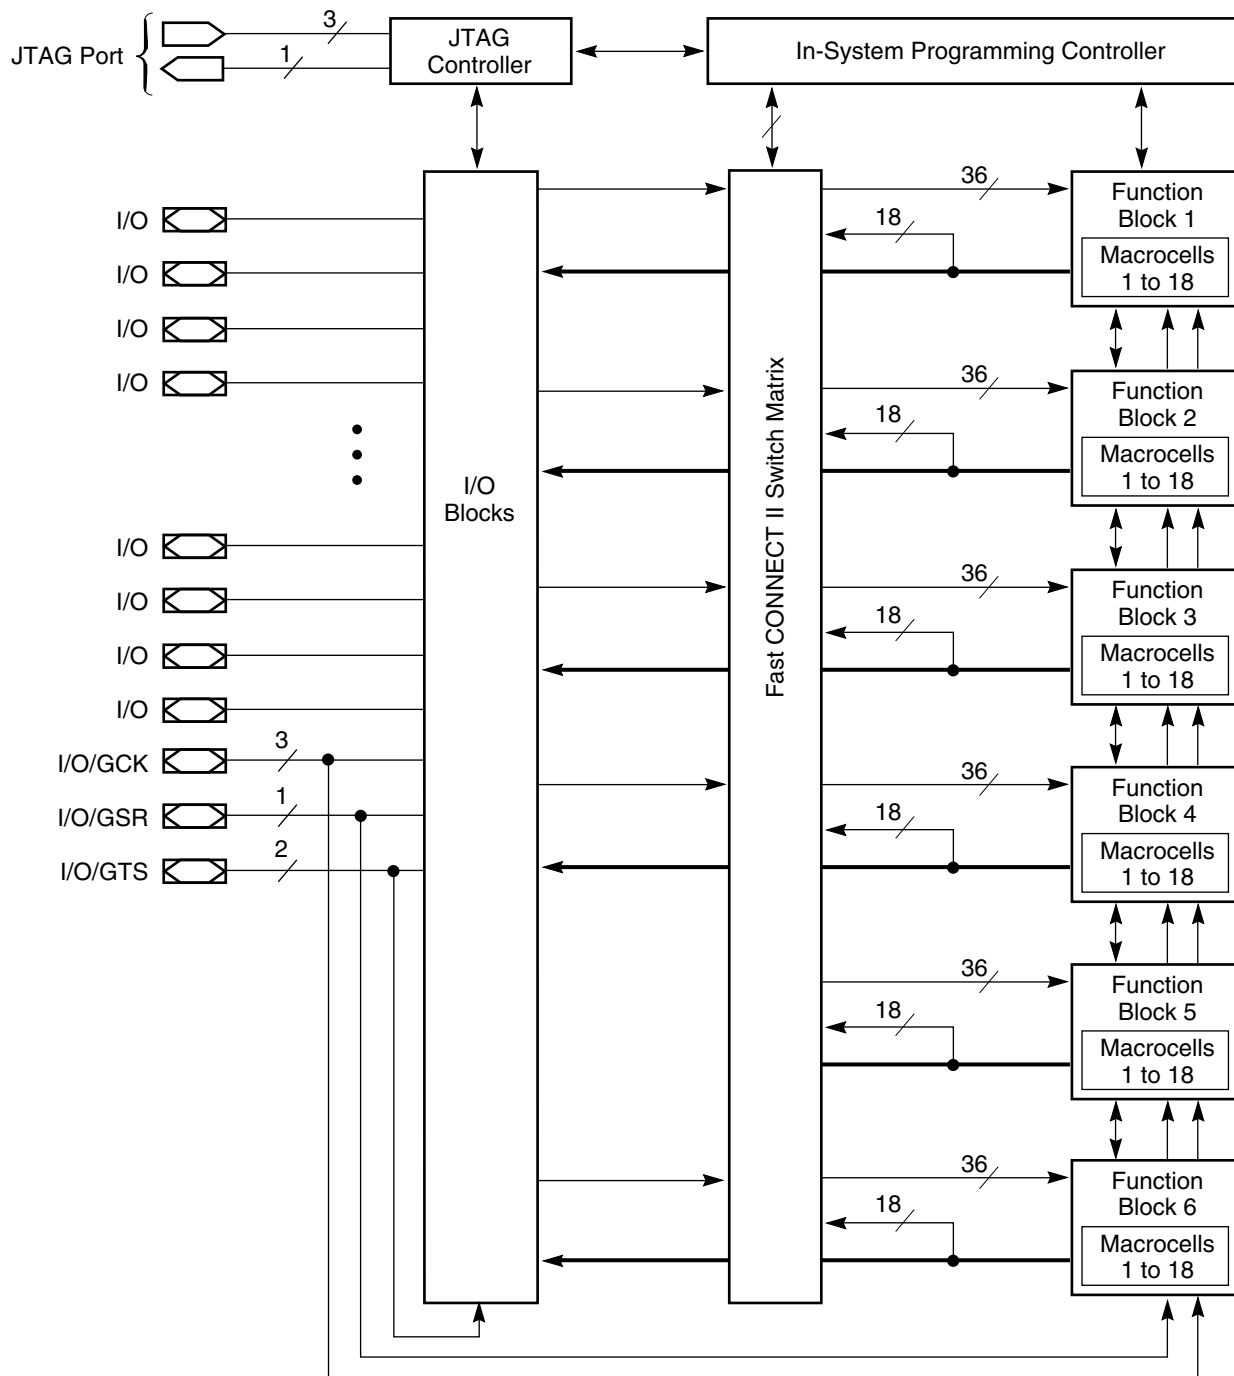 JTAG Port
3
1
JTAG
Controller
In-System Programming Controller
I/O
I/O
I/O
I/O
I/O
I/O
I/O
I/O
I/O/GCK
3
I/O/GSR
1
I/O/GTS
2
I/O
Blocks
Fast CONNECT II Switch Matrix
36
18
Function
Block 1
Macrocells
1 to 18
36
18
Function
Block 2
Macrocells
1 to 18
36
18
Function
Block 3
Macrocells
1 to 18
36
18
Function
Block 4
Macrocells
1 to 18
36
18
Function
Block 5
Macrocells
1 to 18
36
18
Function
Block 6
Macrocells
1 to 18